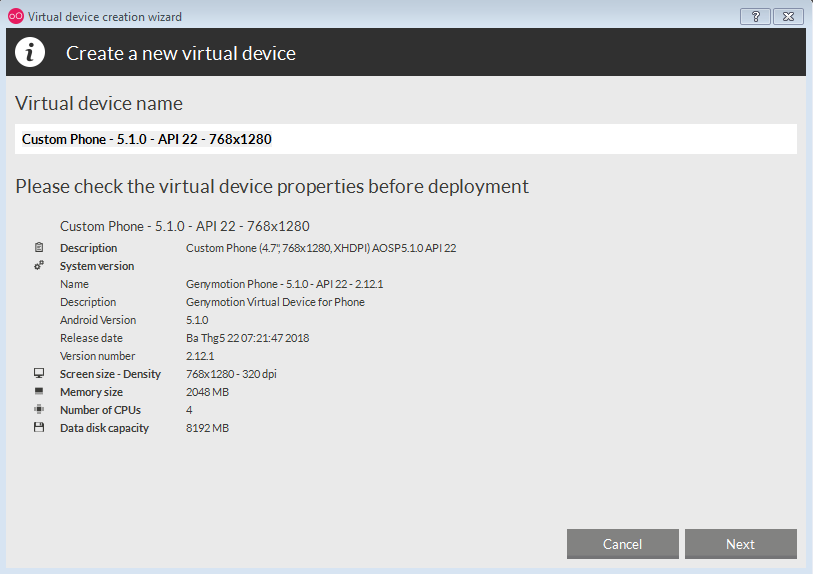 Virtual device creation wizard
Create a new virtual device
Virtual device name
Custom Phone - 5.1.0 - API 22 - 768x1280
Please check the virtual device properties before deployment
Custom Phone - 5.1.0 - API 22 - 768x1280
Description Custom Phone (4.7", 768x1280, XHDPI) AOSP5.1.0 API 22
System version
Name Genymotion Phone - 5.1.0 - API 22 - 2.12.1
Description Genymotion Virtual Device for Phone
Android Version 5.1.0
Release date Ba Thg5 22 07:21:47 2018
Version number 2.12.1
Screen size - Density 768x1280 - 320 dpi
Memory size 2048 MB
Number of CPUs 4
Data disk capacity 8192 MB
Cancel Next